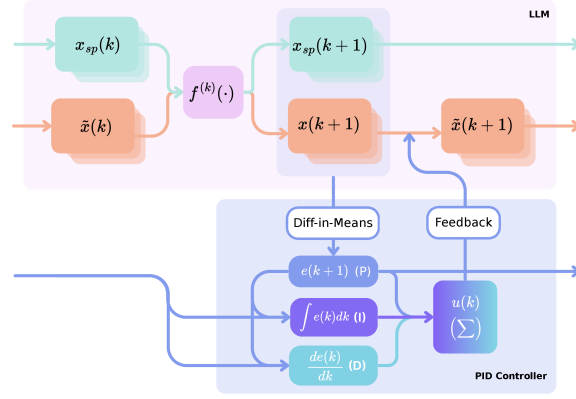 LLM
x_{sp}(k)
x_{sp}(k+1)
f^{(k)}(·)
x̃(k)
x(k+1)
x̃(k+1)
Diff-in-Means
Feedback
e(k+1) (P)
∫ e(k)dk (I)
u(k)
(∑)
de(k)/dk (D)
PID Controller